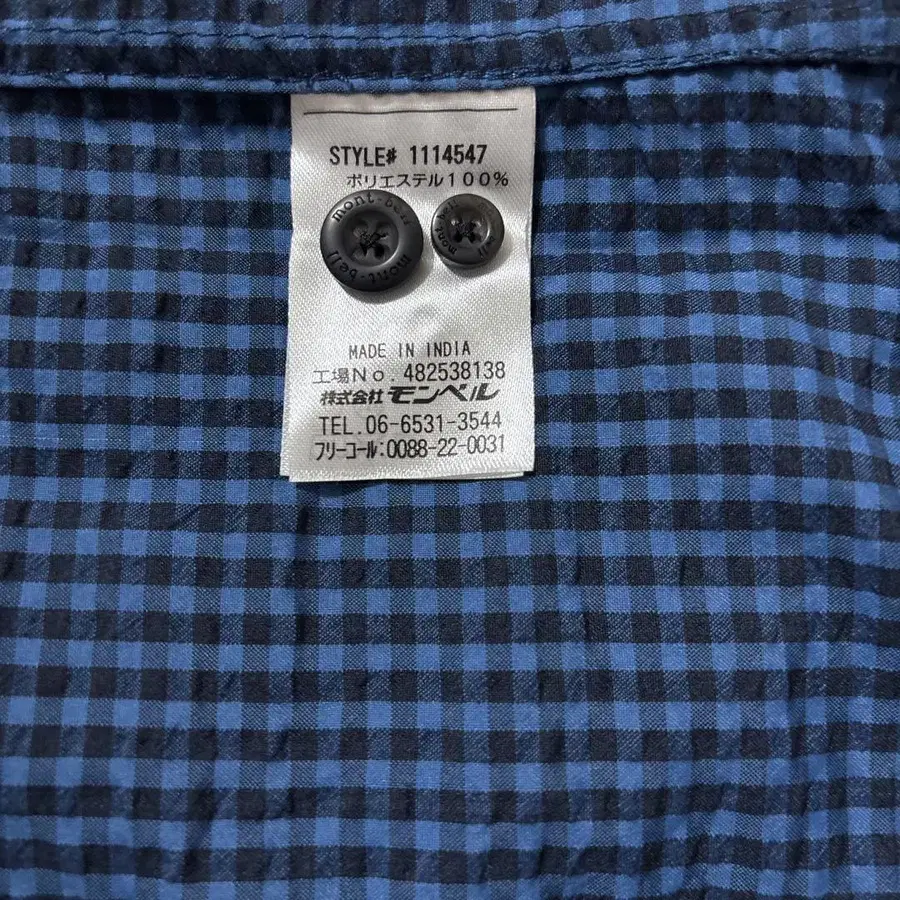 STYLE# 1114547
ポリエステル100%
mont-bell mont-bell
mont-bell
MADE IN INDIA
工場No. 482538138
株式会社 モンベル
TEL.06-6531-3544
フリーコール:0088-22-0031